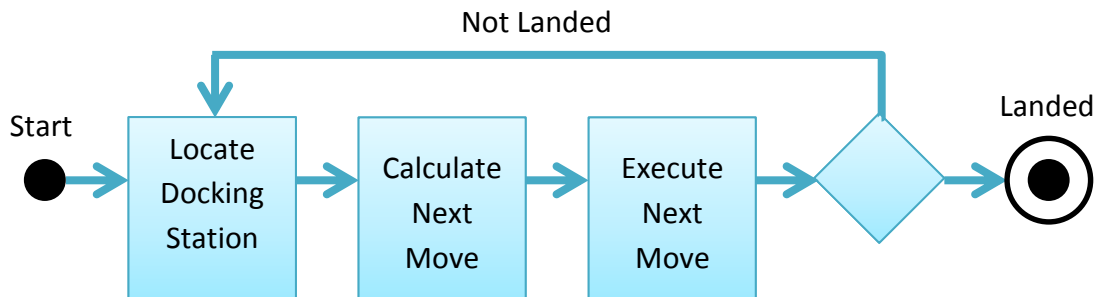 Not Landed
Start
Landed
Locate
Docking
Station
Calculate
Next
Move
Execute
Next
Move